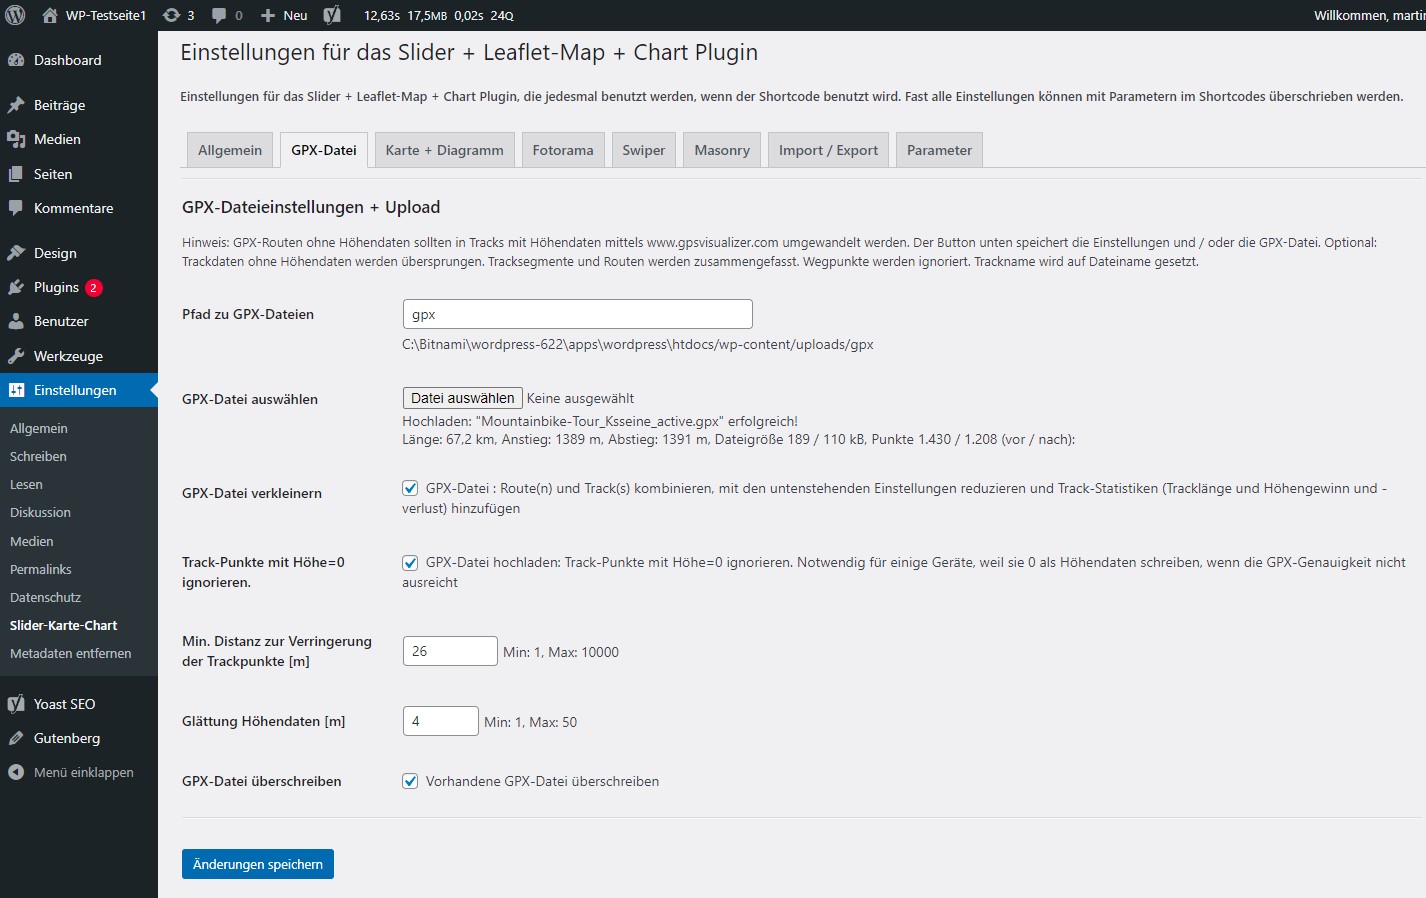 WP-Testseite1 3 0 Neu 12,63s 17,5MB 0,02s 24Q Willkommen, martin
Dashboard
Beiträge
Medien
Seiten
Kommentare
Design
Plugins 2
Benutzer
Werkzeuge
Einstellungen
Allgemein
Schreiben
Lesen
Diskussion
Medien
Permalinks
Datenschutz
Slider-Karte-Chart
Metadaten entfernen
Yoast SEO
Gutenberg
Menü einklappen
Einstellungen für das Slider + Leaflet-Map + Chart Plugin
Einstellungen für das Slider + Leaflet-Map + Chart Plugin, die jedesmal benutzt werden, wenn der Shortcode benutzt wird. Fast alle Einstellungen können mit Parametern im Shortcodes überschrieben werden.
Allgemein GPX-Datei Karte + Diagramm Fotorama Swiper Masonry Import / Export Parameter
GPX-Dateieinstellungen + Upload
Hinweis: GPX-Routen ohne Höhendaten sollten in Tracks mit Höhendaten mittels www.gpsvisualizer.com umgewandelt werden. Der Button unten speichert die Einstellungen und / oder die GPX-Datei. Optional:
Trackdaten ohne Höhendaten werden übersprungen. Tracksegmente und Routen werden zusammengefasst. Wegpunkte werden ignoriert. Trackname wird auf Dateiname gesetzt.
Pfad zu GPX-Dateien gpx
C:\Bitnami\wordpress-622\apps\wordpress\htdocs/wp-content/uploads/gpx
GPX-Datei auswählen Datei auswählen Keine ausgewählt
Hochladen: "Mountainbike-Tour_Ksseine_active.gpx" erfolgreich!
Länge: 67,2 km, Anstieg: 1389 m, Abstieg: 1391 m, Dateigröße 189 / 110 kB, Punkte 1.430 / 1.208 (vor / nach):
GPX-Datei verkleinern GPX-Datei : Route(n) und Track(s) kombinieren, mit den untenstehenden Einstellungen reduzieren und Track-Statistiken (Tracklänge und Höhengewinn und -
verlust) hinzufügen
Track-Punkte mit Höhe=0 GPX-Datei hochladen: Track-Punkte mit Höhe=0 ignorieren. Notwendig für einige Geräte, weil sie 0 als Höhendaten schreiben, wenn die GPX-Genauigkeit nicht
ignorieren. ausreicht
Min. Distanz zur Verringerung
der Trackpunkte [m] 26 Min: 1, Max: 10000
Glättung Höhendaten [m] 4 Min: 1, Max: 50
GPX-Datei überschreiben Vorhandene GPX-Datei überschreiben
Änderungen speichern